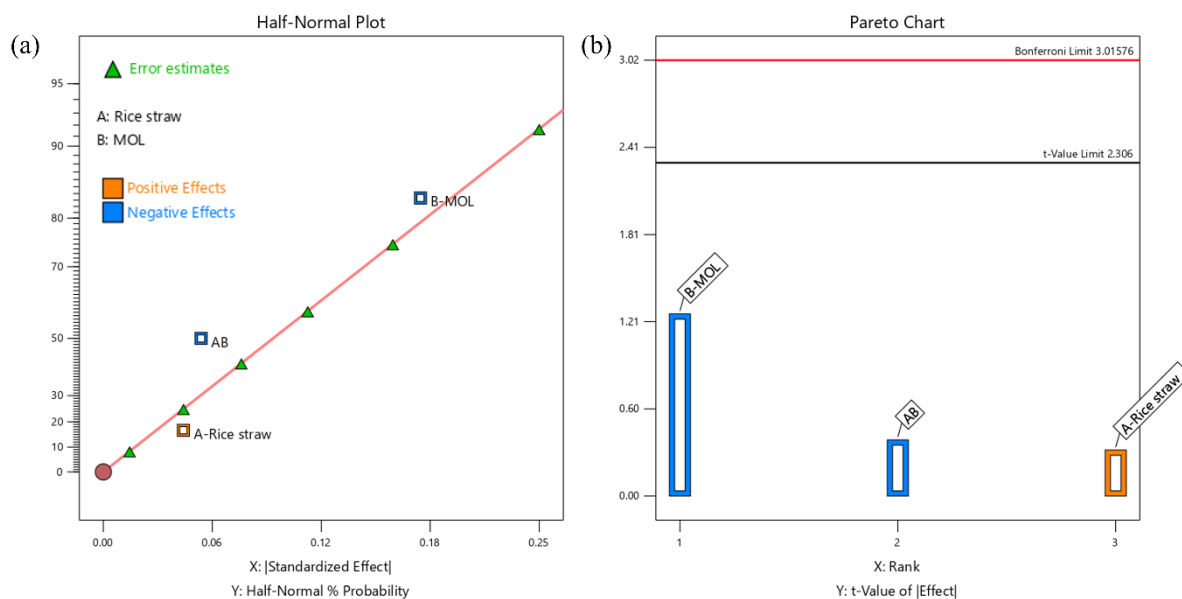 (a)
Half-Normal Plot
Error estimates
A: Rice straw
B: MOL
Positive Effects
Negative Effects
95
90
80
70
50
30
20
10
0
B-MOL
AB
A-Rice straw
0.00
0.06
0.12
0.18
0.25
X: |Standardized Effect|
Y: Half-Normal % Probability
(b)
Pareto Chart
Bonferroni Limit 3.01576
t-Value Limit 2.306
3.02
2.41
1.81
1.21
0.60
0.00
B-MOL
AB
A-Rice straw
1
2
3
X: Rank
Y: t-Value of |Effect|